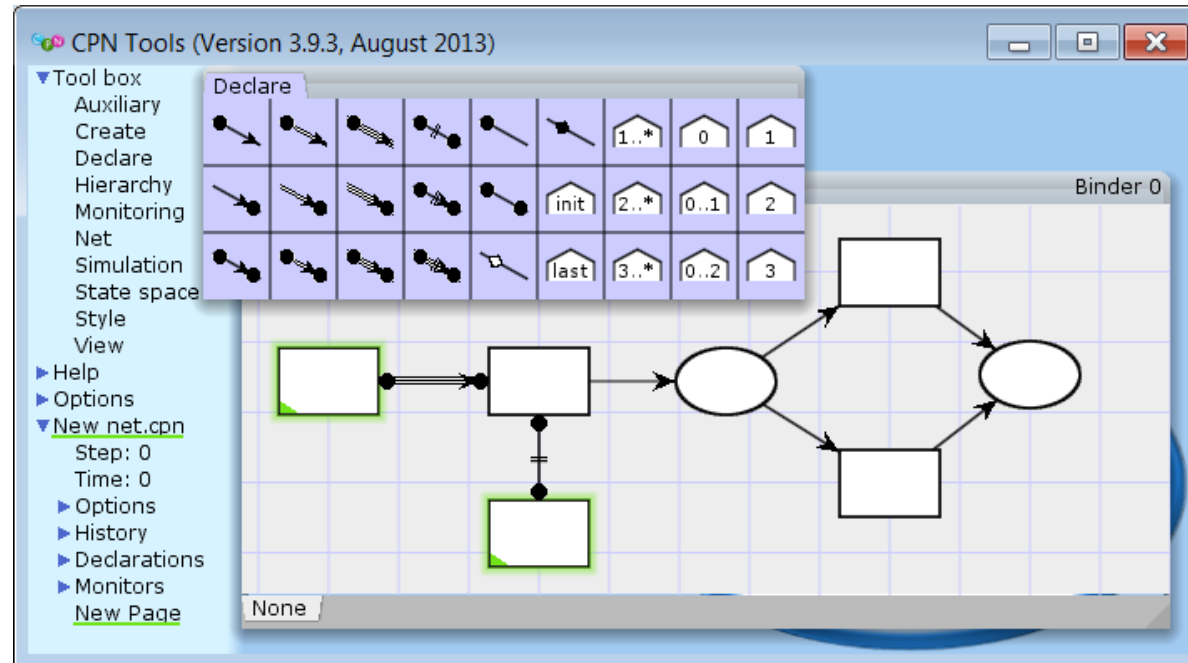 CPN Tools (Version 3.9.3, August 2013)
Tool box
Auxiliary
Create
Declare
Hierarchy
Monitoring
Net
Simulation
State space
Style
View
Help
Options
New net.cpn
Step: 0
Time: 0
Options
History
Declarations
Monitors
New Page
Declare
1..* 0 1
init 2..* 0..1 2
last 3..* 0..2 3
Binder 0
None